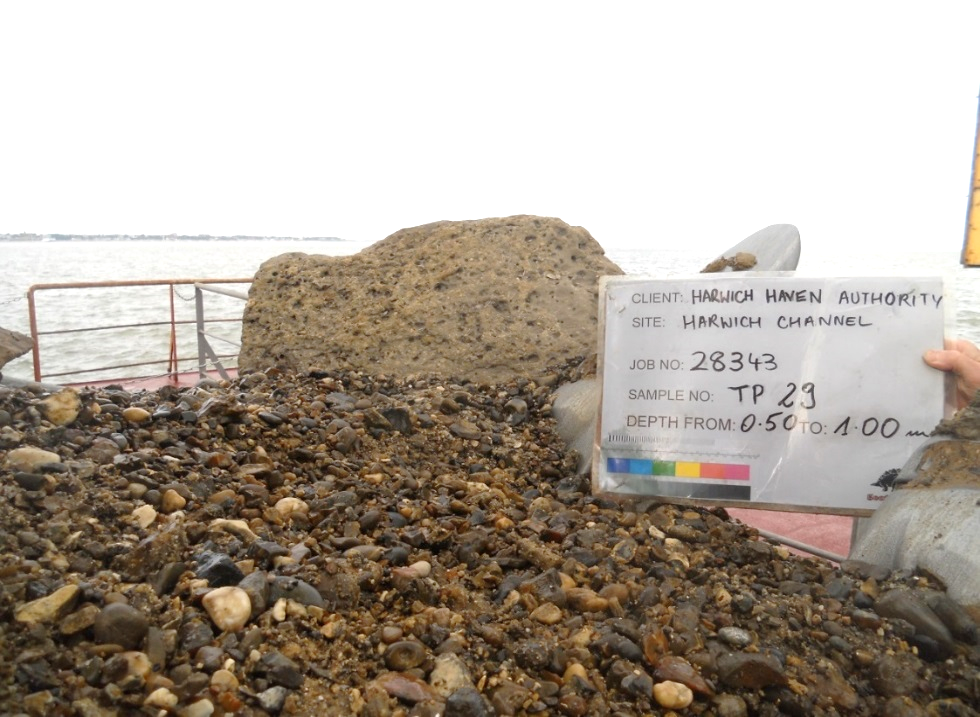 CLIENT: HARWICH HAVEN AUTHORITY
SITE: HARWICH CHANNEL
JOB NO: 28343
SAMPLE NO: TP 29
DEPTH FROM: 0.50 TO: 1.00 m